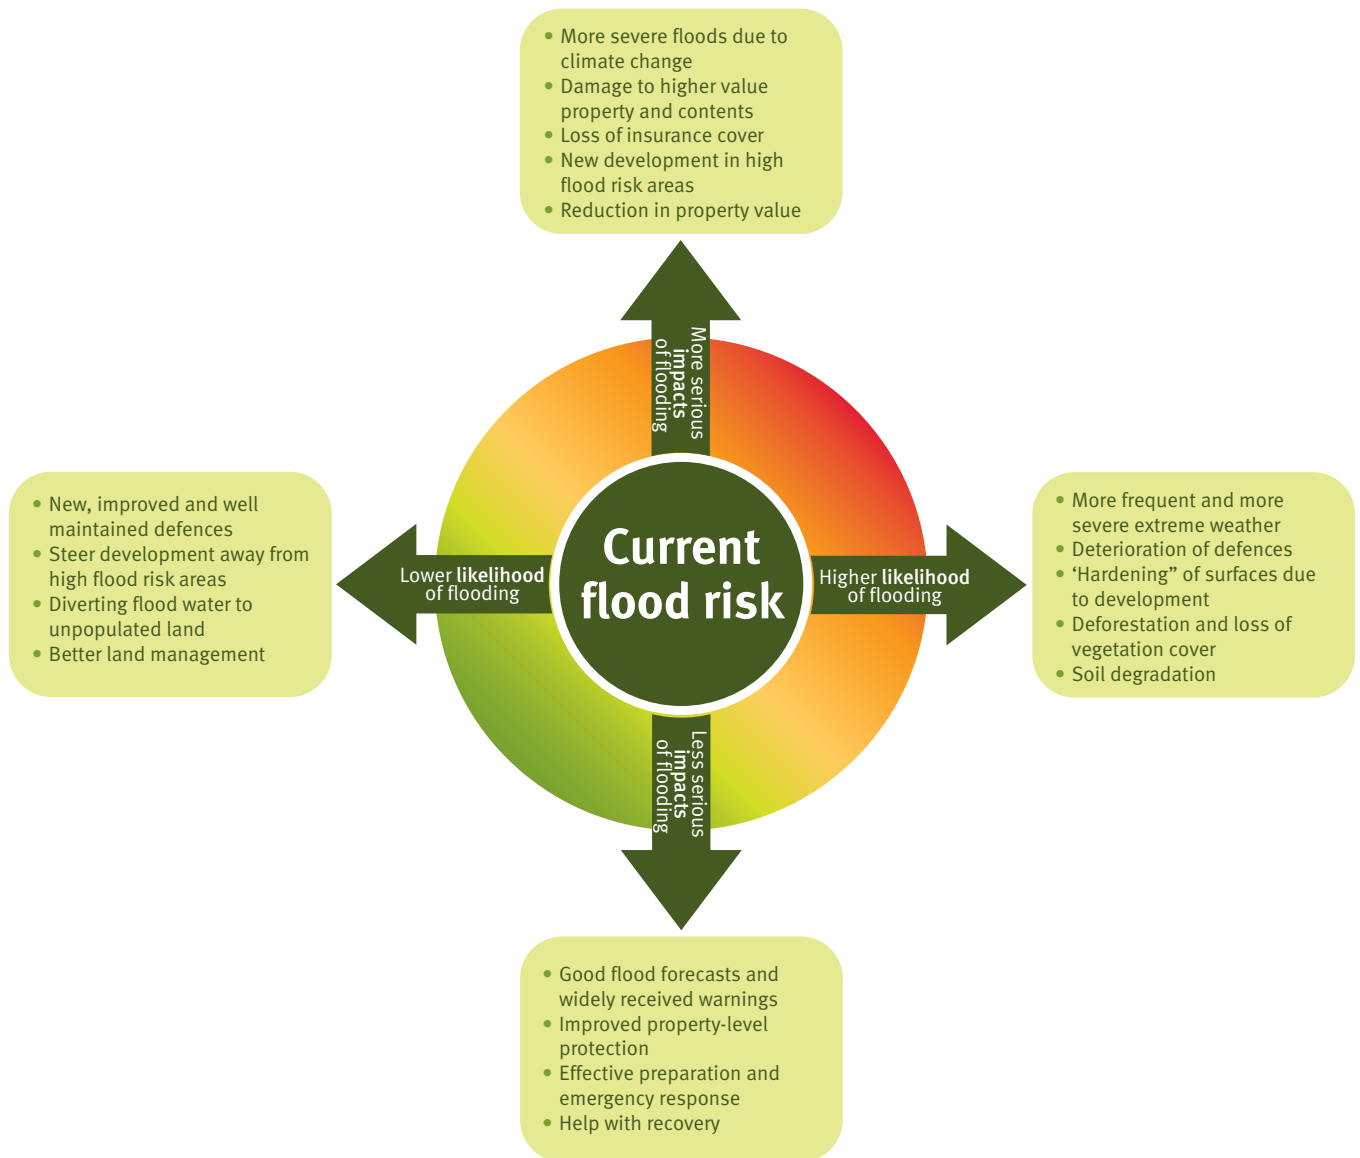 • More severe floods due to
climate change
• Damage to higher value
property and contents
• Loss of insurance cover
• New development in high
flood risk areas
• Reduction in property value
More serious
impacts
of flooding
• New, improved and well
maintained defences
• Steer development away from
high flood risk areas
• Diverting flood water to
unpopulated land
• Better land management
Lower likelihood
of flooding
Current
flood risk
Higher likelihood
of flooding
• More frequent and more
severe extreme weather
• Deterioration of defences
• ‘Hardening” of surfaces due
to development
• Deforestation and loss of
vegetation cover
• Soil degradation
Less serious
impacts
of flooding
• Good flood forecasts and
widely received warnings
• Improved property-level
protection
• Effective preparation and
emergency response
• Help with recovery